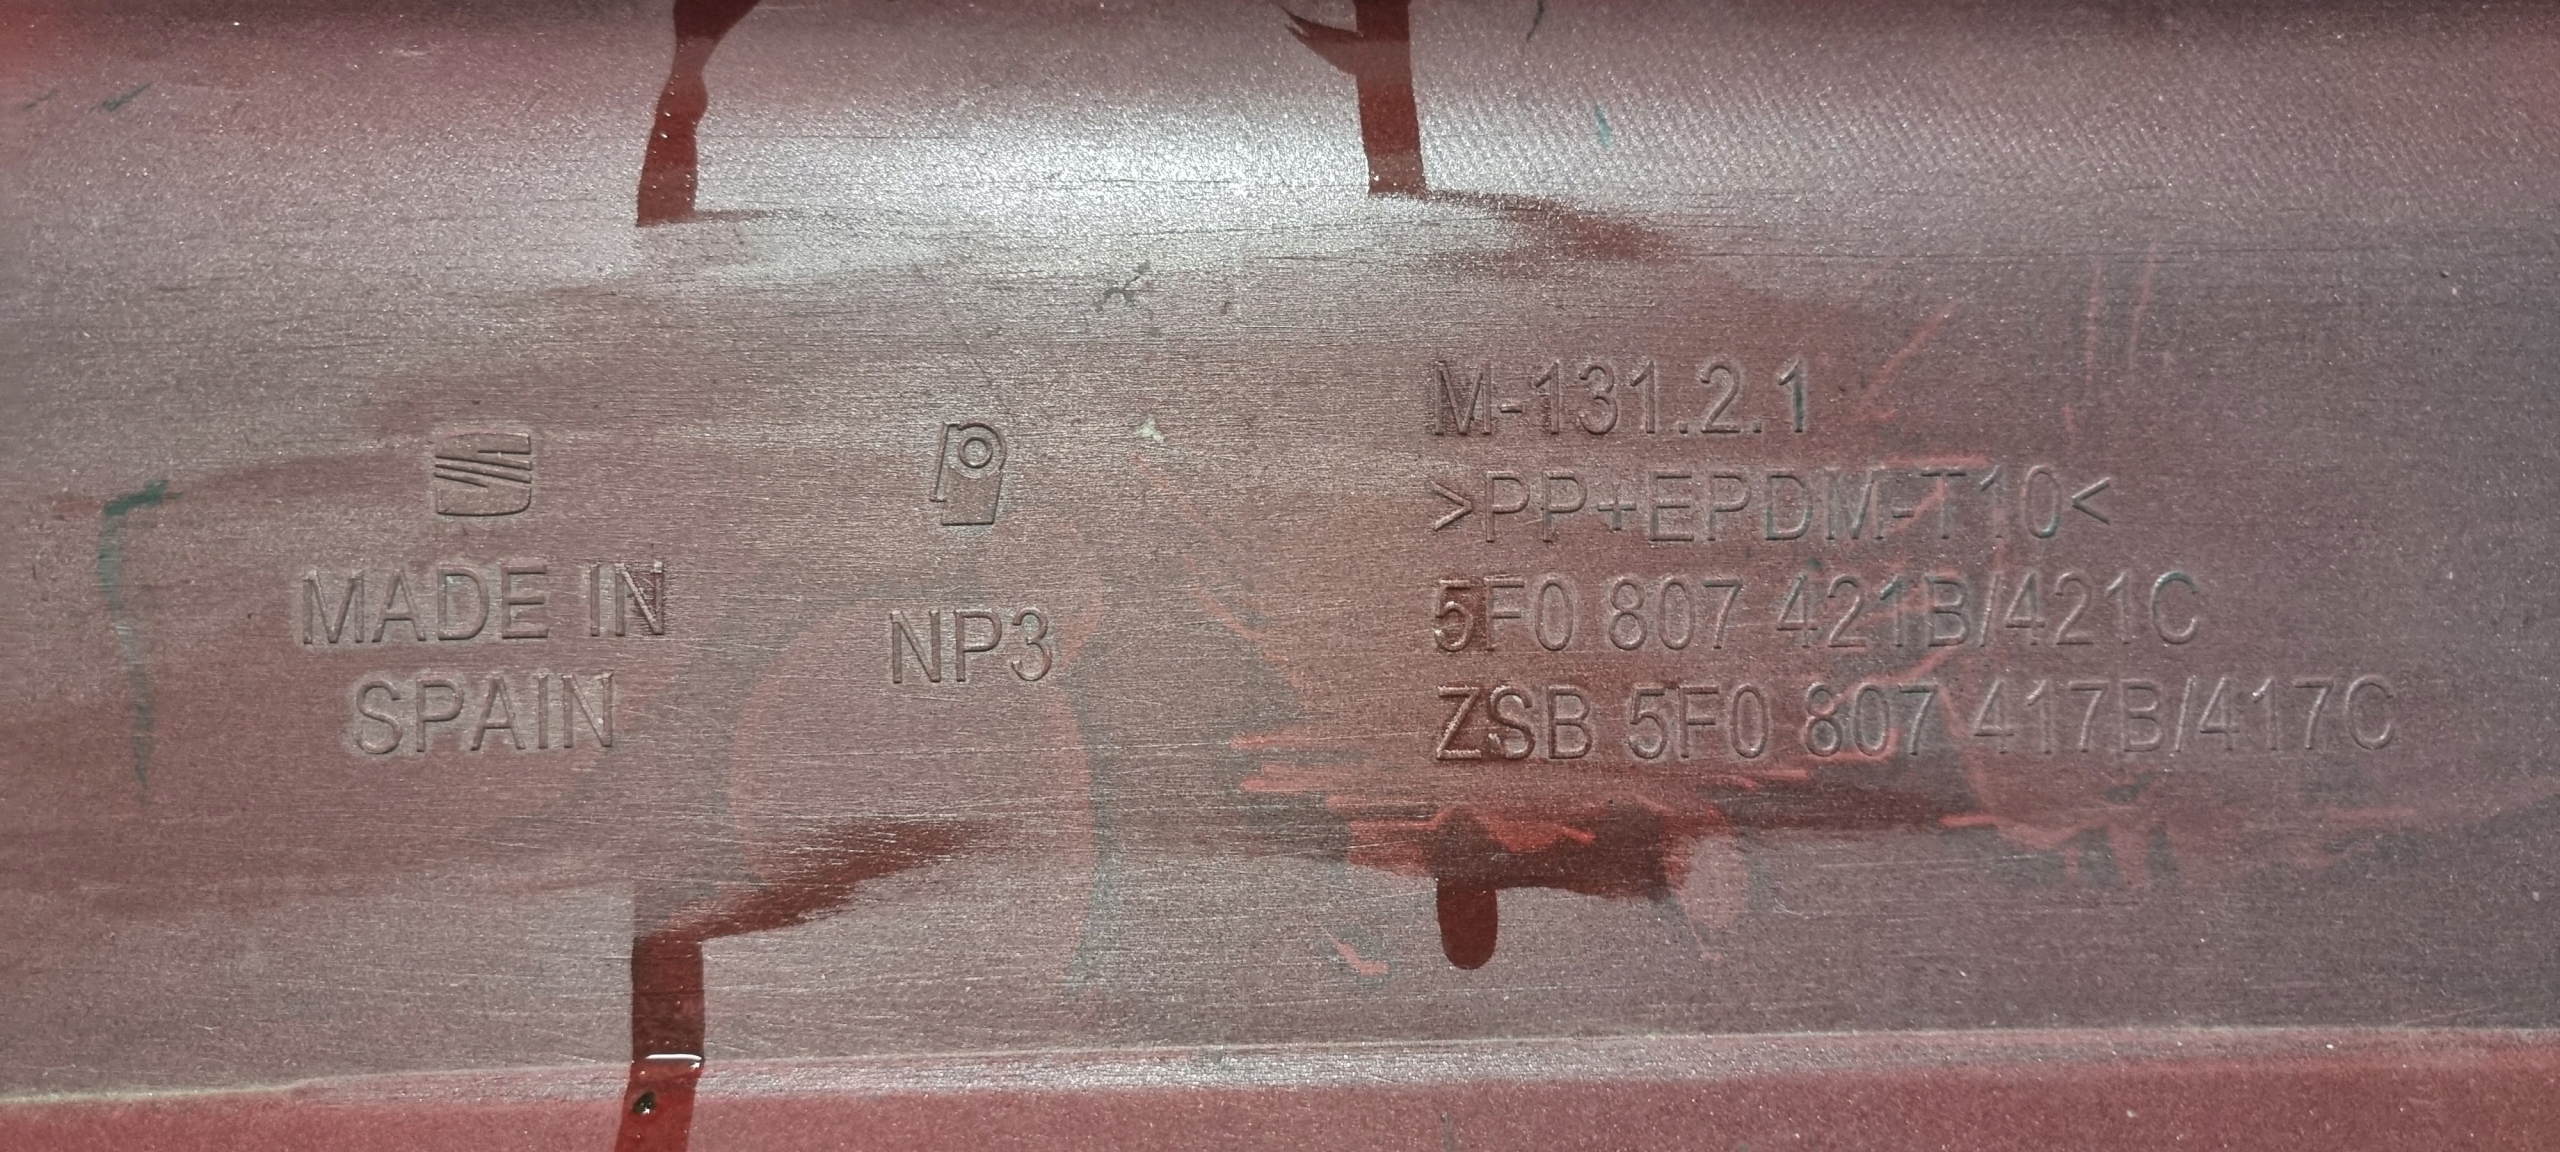 MADE IN
SPAIN
NP3
M-131.2.1
>PP+EPDM-T10<
5F0 807 421B/421C
ZSB 5F0 807 417B/417C